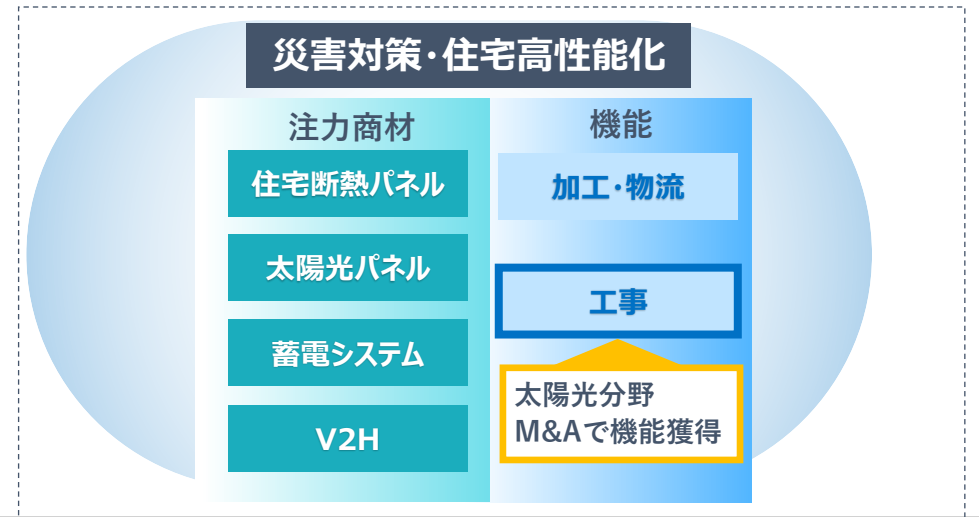 災害対策・住宅高性能化
注力商材
住宅断熱パネル
太陽光パネル
蓄電システム
V2H
機能
加工・物流
工事
太陽光分野
M&Aで機能獲得